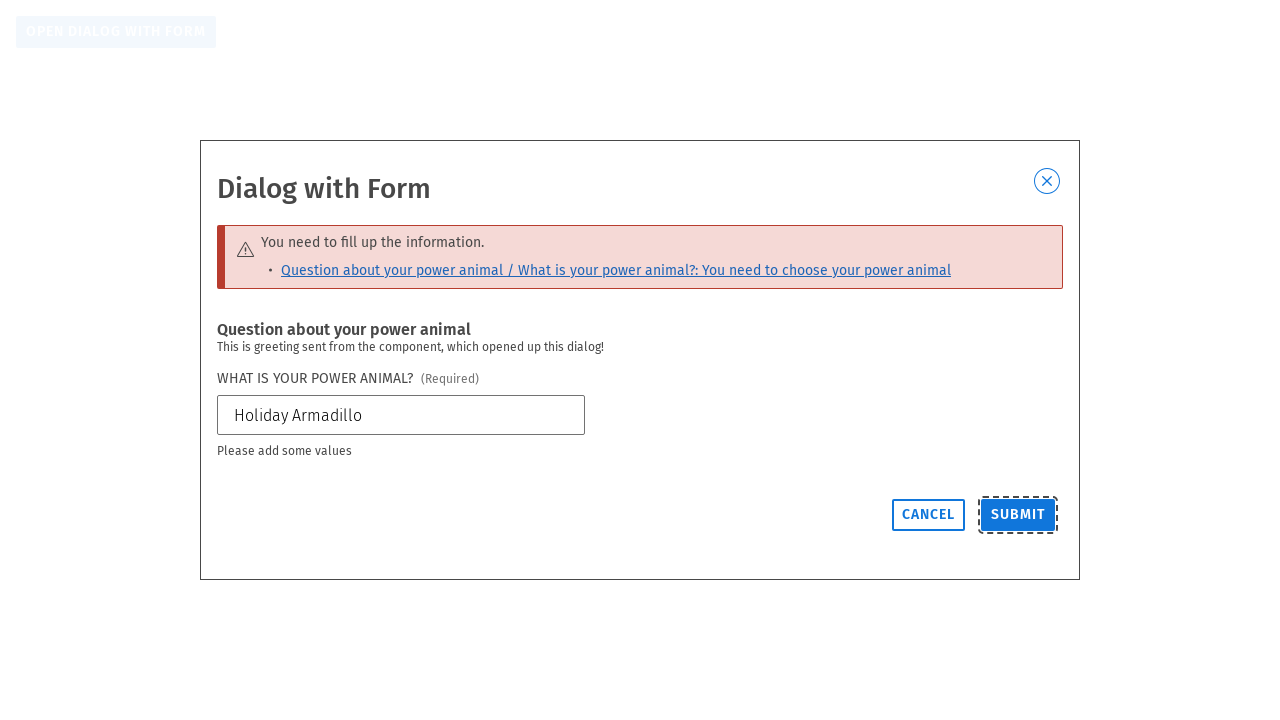 OPEN DIALOG WITH FORM
Dialog with Form
You need to fill up the information.
• Question about your power animal / What is your power animal?: You need to choose your power animal
Question about your power animal
This is greeting sent from the component, which opened up this dialog!
WHAT IS YOUR POWER ANIMAL? (Required)
Holiday Armadillo
Please add some values
CANCEL SUBMIT